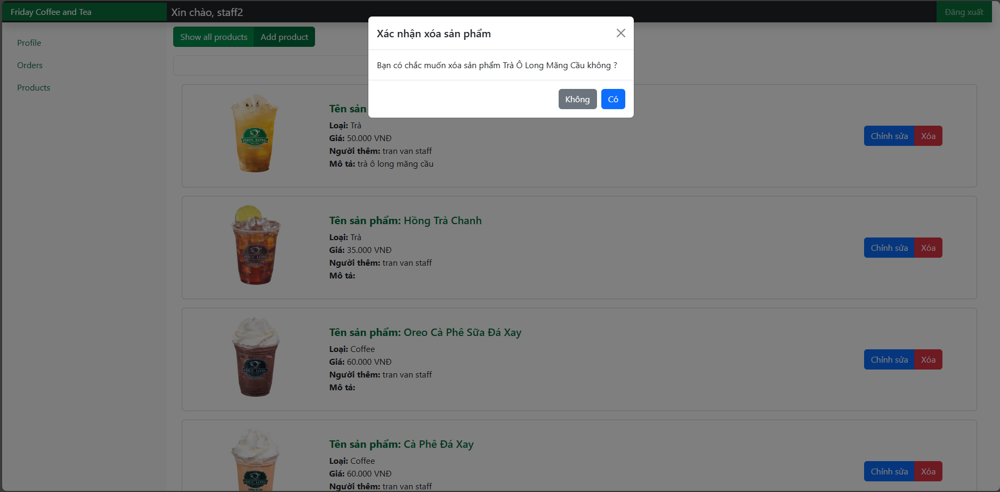 Friday Coffee and Tea
Xin chào, staff2
Đăng xuất
Xác nhận xóa sản phẩm
Bạn có chắc muốn xóa sản phẩm Trà Ô Long Mãng Cầu không ?
Không
Có
Profile
Orders
Products
Show all products
Add product
PHUC LONG
Tên sản
Loại: Trà
Giá: 50.000 VNĐ
Người thêm: tran van staff
Mô tả: trà ô long mãng cầu
Chỉnh sửa
Xóa
PHUC LONG
Tên sản phẩm: Hồng Trà Chanh
Loại: Trà
Giá: 35.000 VNĐ
Người thêm: tran van staff
Mô tả:
Chỉnh sửa
Xóa
PHUC LONG
Tên sản phẩm: Oreo Cà Phê Sữa Đá Xay
Loại: Coffee
Giá: 60.000 VNĐ
Người thêm: tran van staff
Mô tả:
Chỉnh sửa
Xóa
PHUC LONG
Tên sản phẩm: Cà Phê Đá Xay
Loại: Coffee
Giá: 60.000 VNĐ
Người thêm: tran van staff
Chỉnh sửa
Xóa